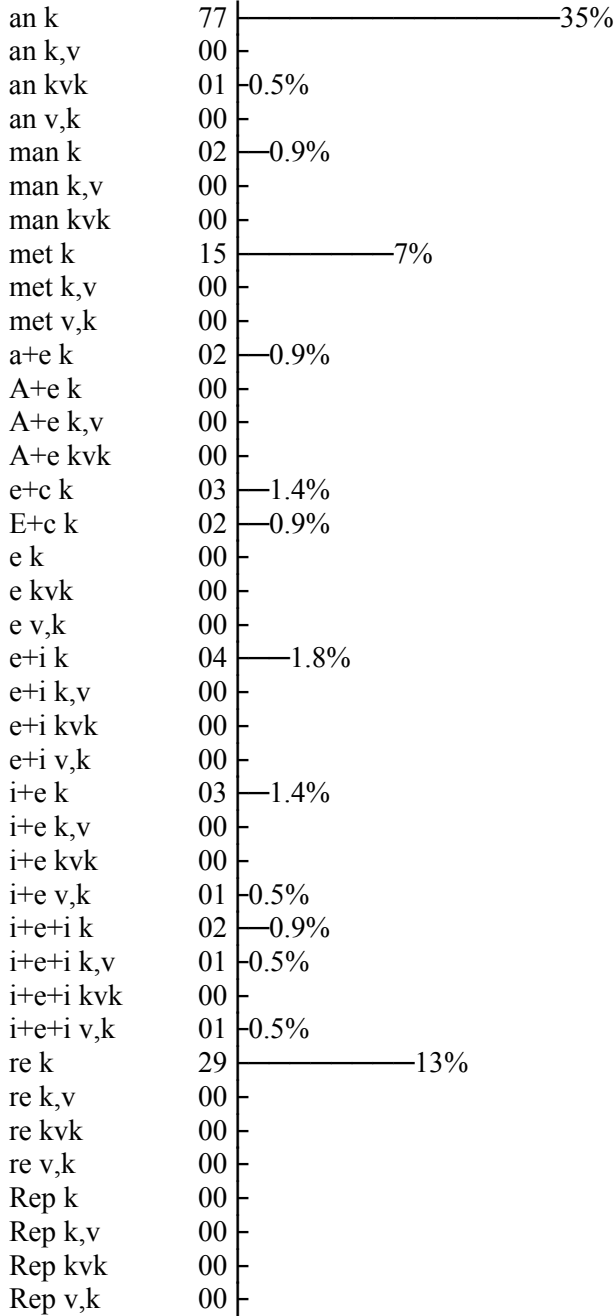 an k 77 35%
an k,v 00
an kvk 01 0.5%
an v,k 00
man k 02 0.9%
man k,v 00
man kvk 00
met k 15 7%
met k,v 00
met v,k 00
a+e k 02 0.9%
A+e k 00
A+e k,v 00
A+e kvk 00
e+c k 03 1.4%
E+c k 02 0.9%
e k 00
e kvk 00
e v,k 00
e+i k 04 1.8%
e+i k,v 00
e+i kvk 00
e+i v,k 00
i+e k 03 1.4%
i+e k,v 00
i+e kvk 00
i+e v,k 01 0.5%
i+e+i k 02 0.9%
i+e+i k,v 01 0.5%
i+e+i kvk 00
i+e+i v,k 01 0.5%
re k 29 13%
re k,v 00
re kvk 00
re v,k 00
Rep k 00
Rep k,v 00
Rep kvk 00
Rep v,k 00